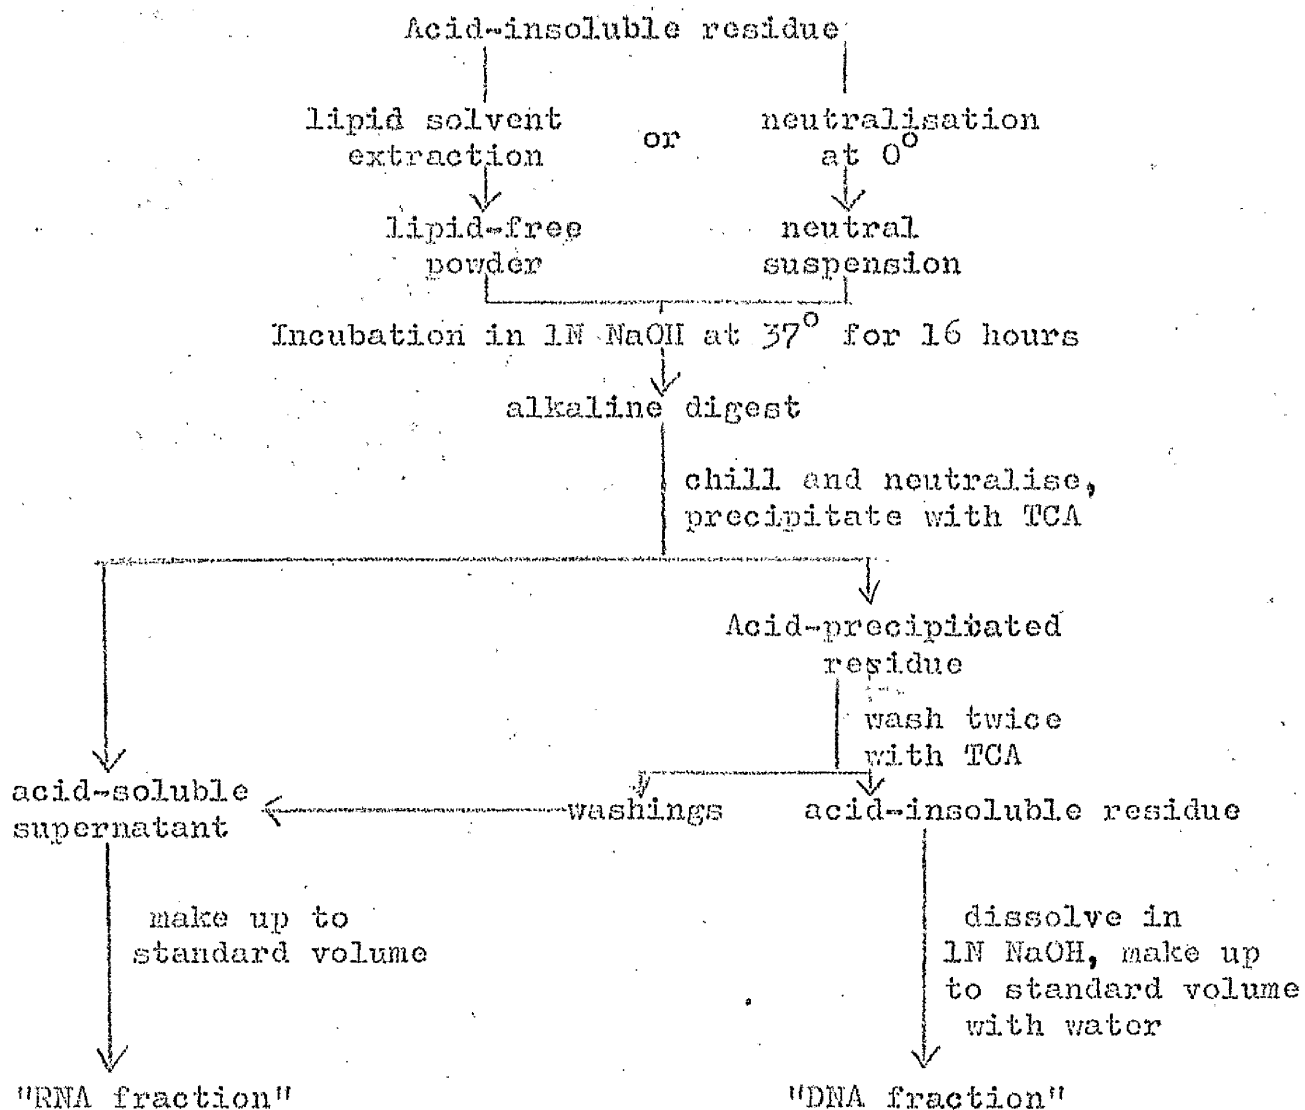 Acid-insoluble residue
lipid solvent
extraction
or
neutralisation
at 0°
lipid-free
powder
neutral
suspension
Incubation in 1N NaOH at 37° for 16 hours
alkaline digest
chill and neutralise,
precipitate with TCA
Acid-precipitated
residue
wash twice
with TCA
acid-soluble
supernatant
washings
acid-insoluble residue
make up to
standard volume
dissolve in
1N NaOH, make up
to standard volume
with water
"RNA fraction"
"DNA fraction"